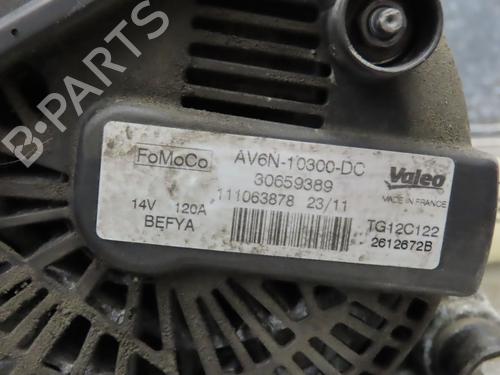 B-PARTS
FoMoCo
AV6N-10300-DC
Valeo
30659389
MADE IN FRANCE
111063878 23/11
14V 120A
TG12C122
BEFYA
2612672B